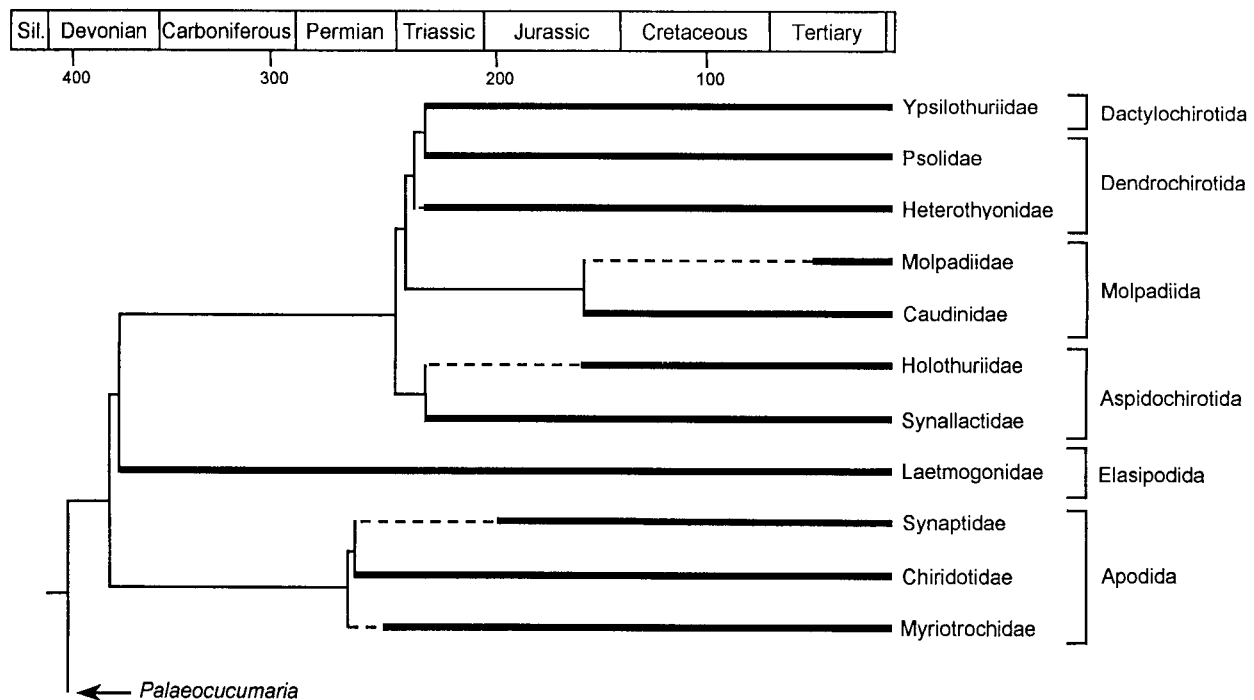 Sil. Devonian Carboniferous Permian Triassic Jurassic Cretaceous Tertiary
400 300 200 100
Ypsilothuriidae
Dactylochirotida
Psolidae
Dendrochirotida
Heterothyonidae
Molpadiidae
Molpadiida
Caudinidae
Holothuriidae
Aspidochirotida
Synallactidae
Laetmogonidae Elasipodida
Synaptidae
Chiridotidae Apodida
Myriotrochidae
Palaeocucumaria